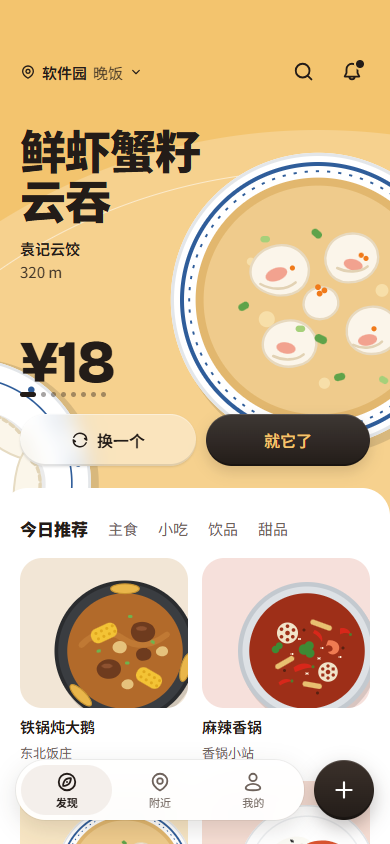 软件园 晚饭
鲜虾蟹籽
云吞
袁记云饺
320 m
¥18
换一个
就它了
今日推荐 主食 小吃 饮品 甜品
铁锅炖大鹅
麻辣香锅
东北饭庄
香锅小站
发现
附近
我的